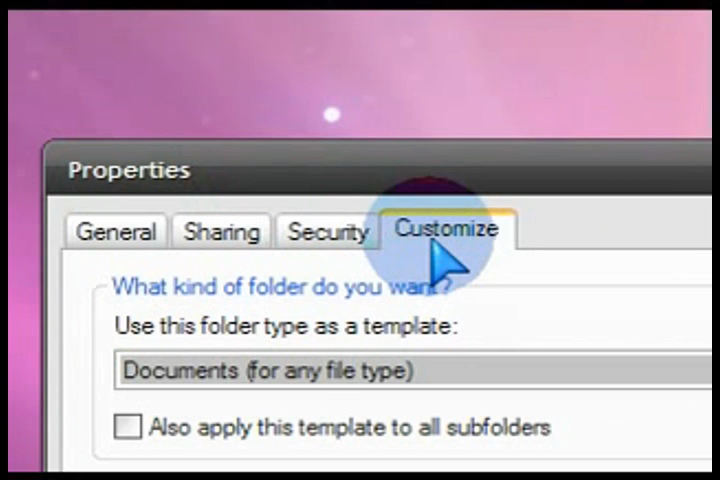 Properties
General Sharing Security Customize
What kind of folder do you want?
Use this folder type as a template:
Documents (for any file type)
Also apply this template to all subfolders